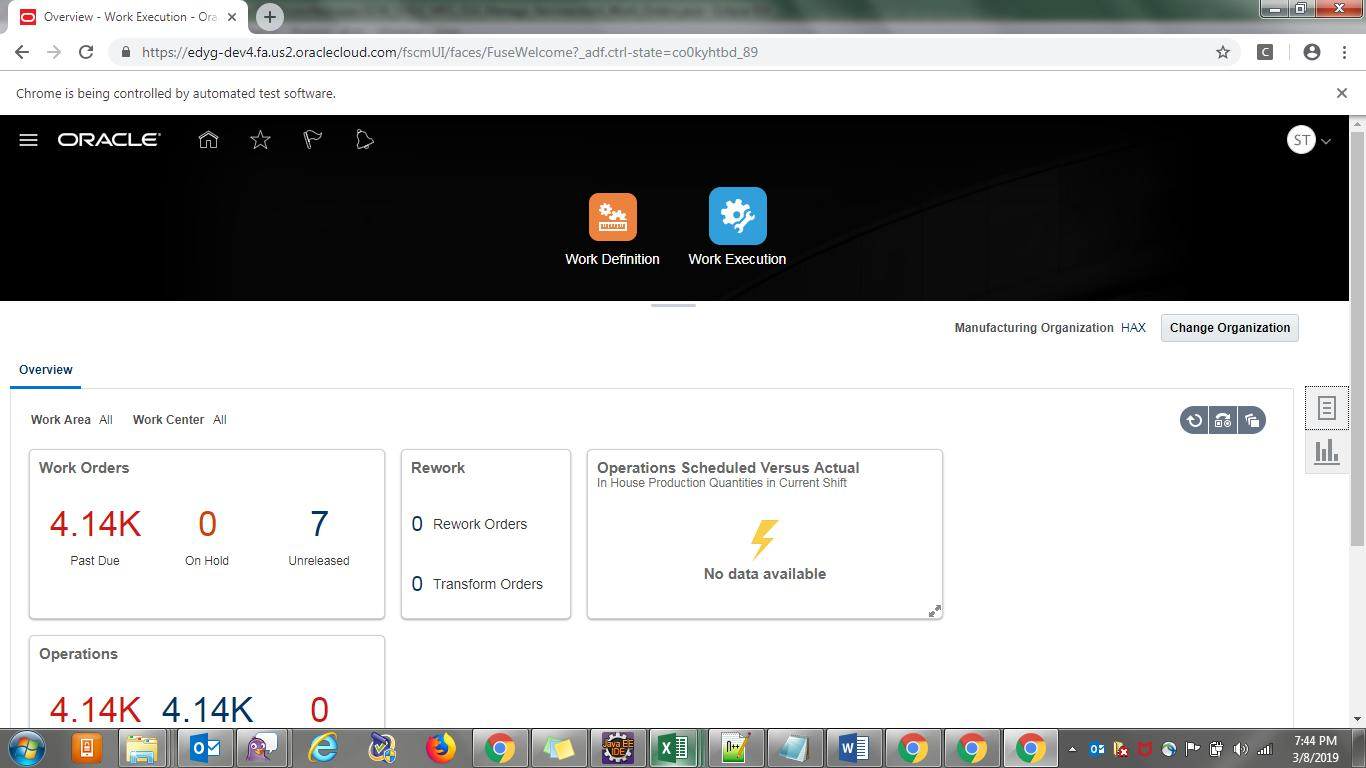 Overview - Work Execution - Ora
https://edyg-dev4.fa.us2.oraclecloud.com/fscmUI/faces/FuseWelcome?_adf.ctrl-state=co0kyhtbd_89
C
Chrome is being controlled by automated test software.
ORACLE
ST
Work Definition
Work Execution
Manufacturing Organization HAX
Change Organization
Overview
Work Area All Work Center All
Work Orders
4.14K 0 7
Past Due On Hold Unreleased
Rework
0 Rework Orders
0 Transform Orders
Operations Scheduled Versus Actual
In House Production Quantities in Current Shift
No data available
Operations
4.14K 4.14K 0
Java EE
IDE
7:44 PM
3/8/2019